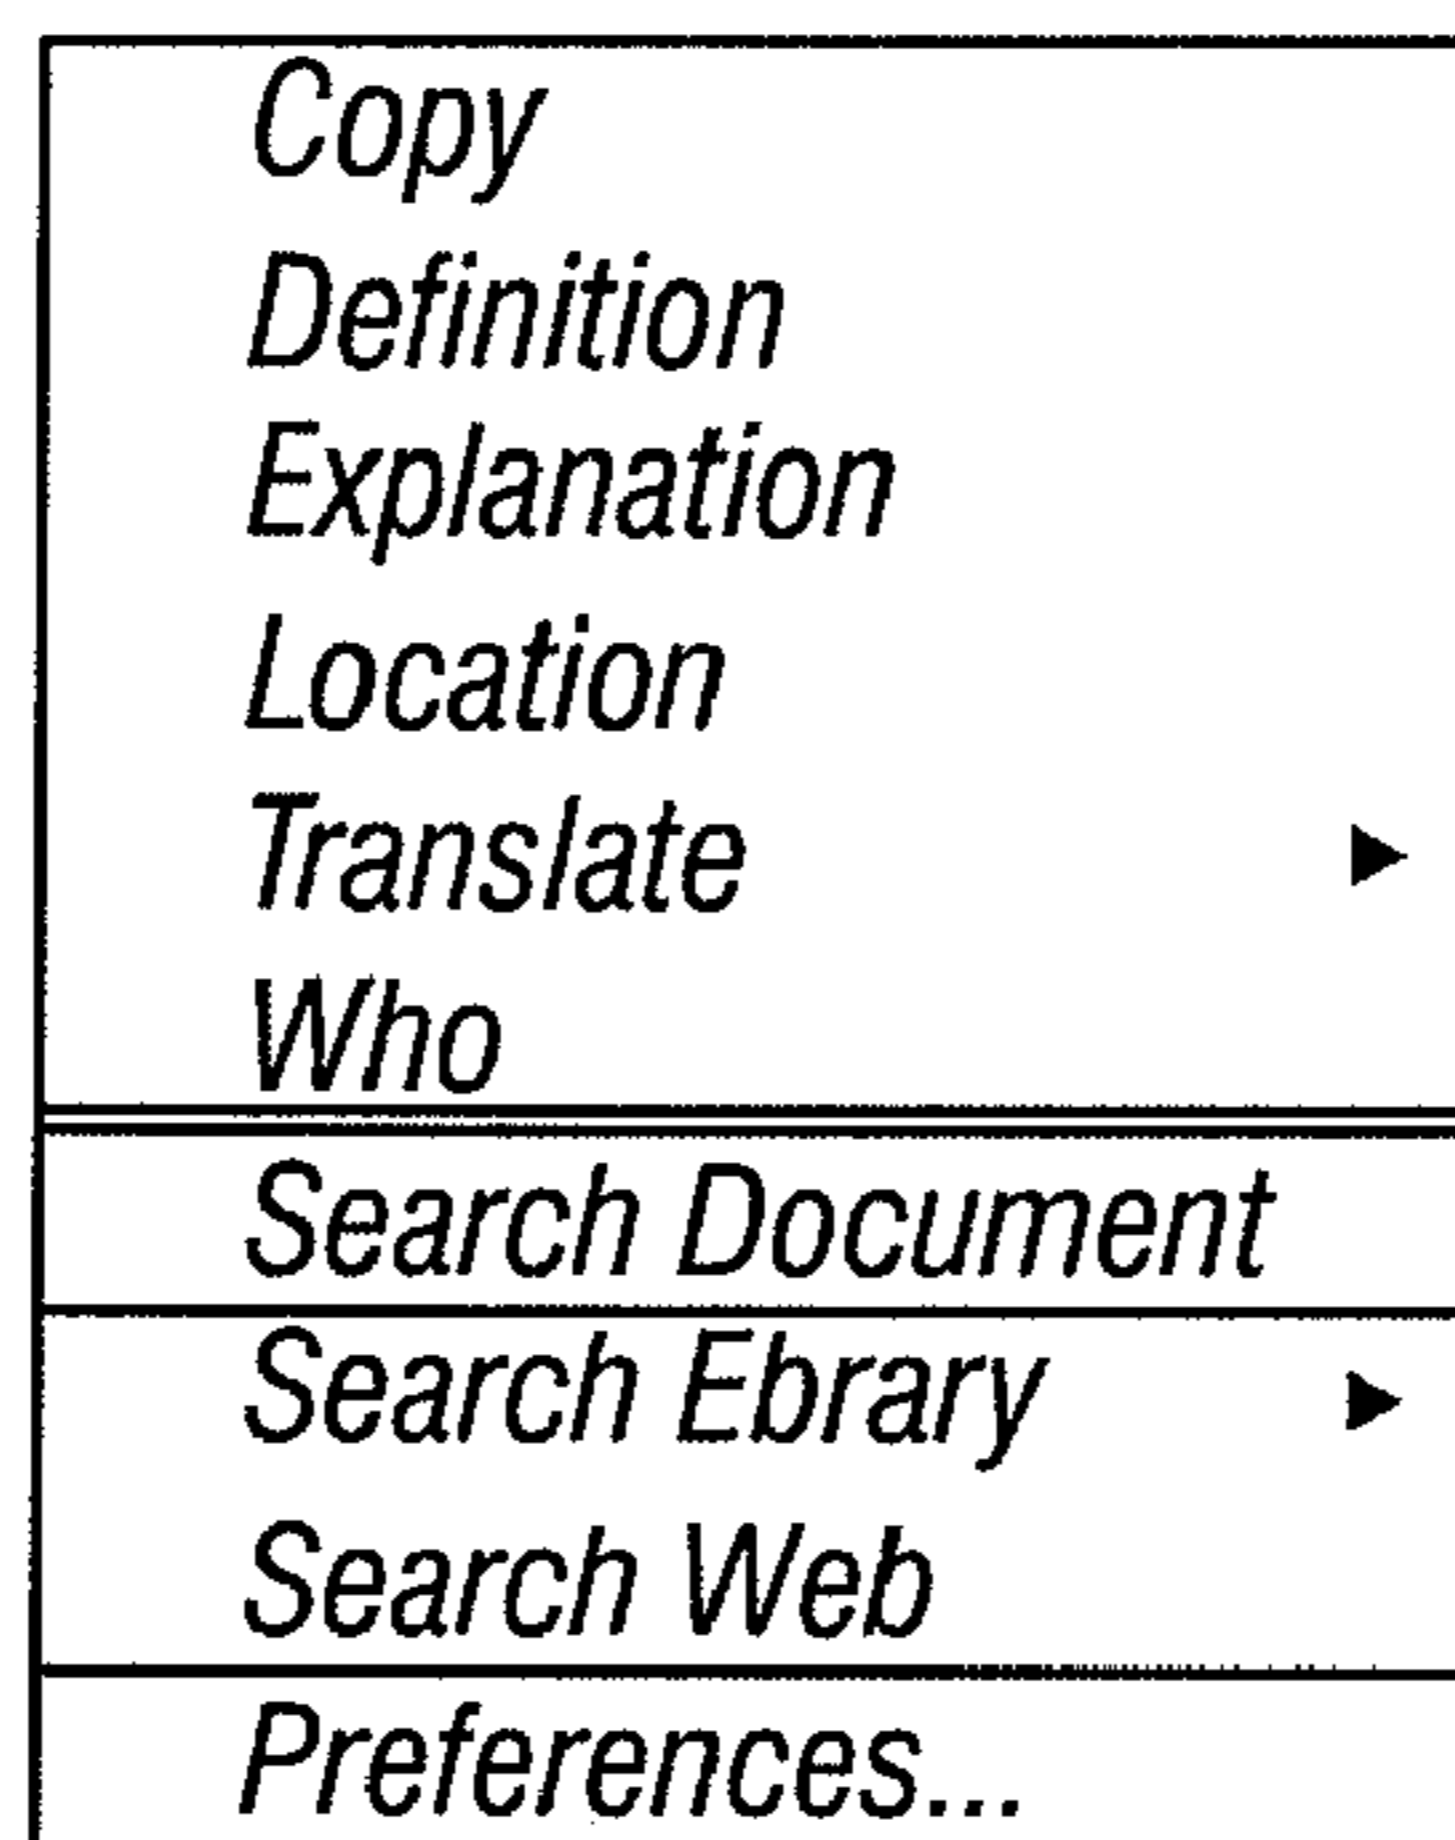 Copy
Definition
Explanation
Location
Translate
Who
Search Document
Search Ebrary
Search Web
Preferences...